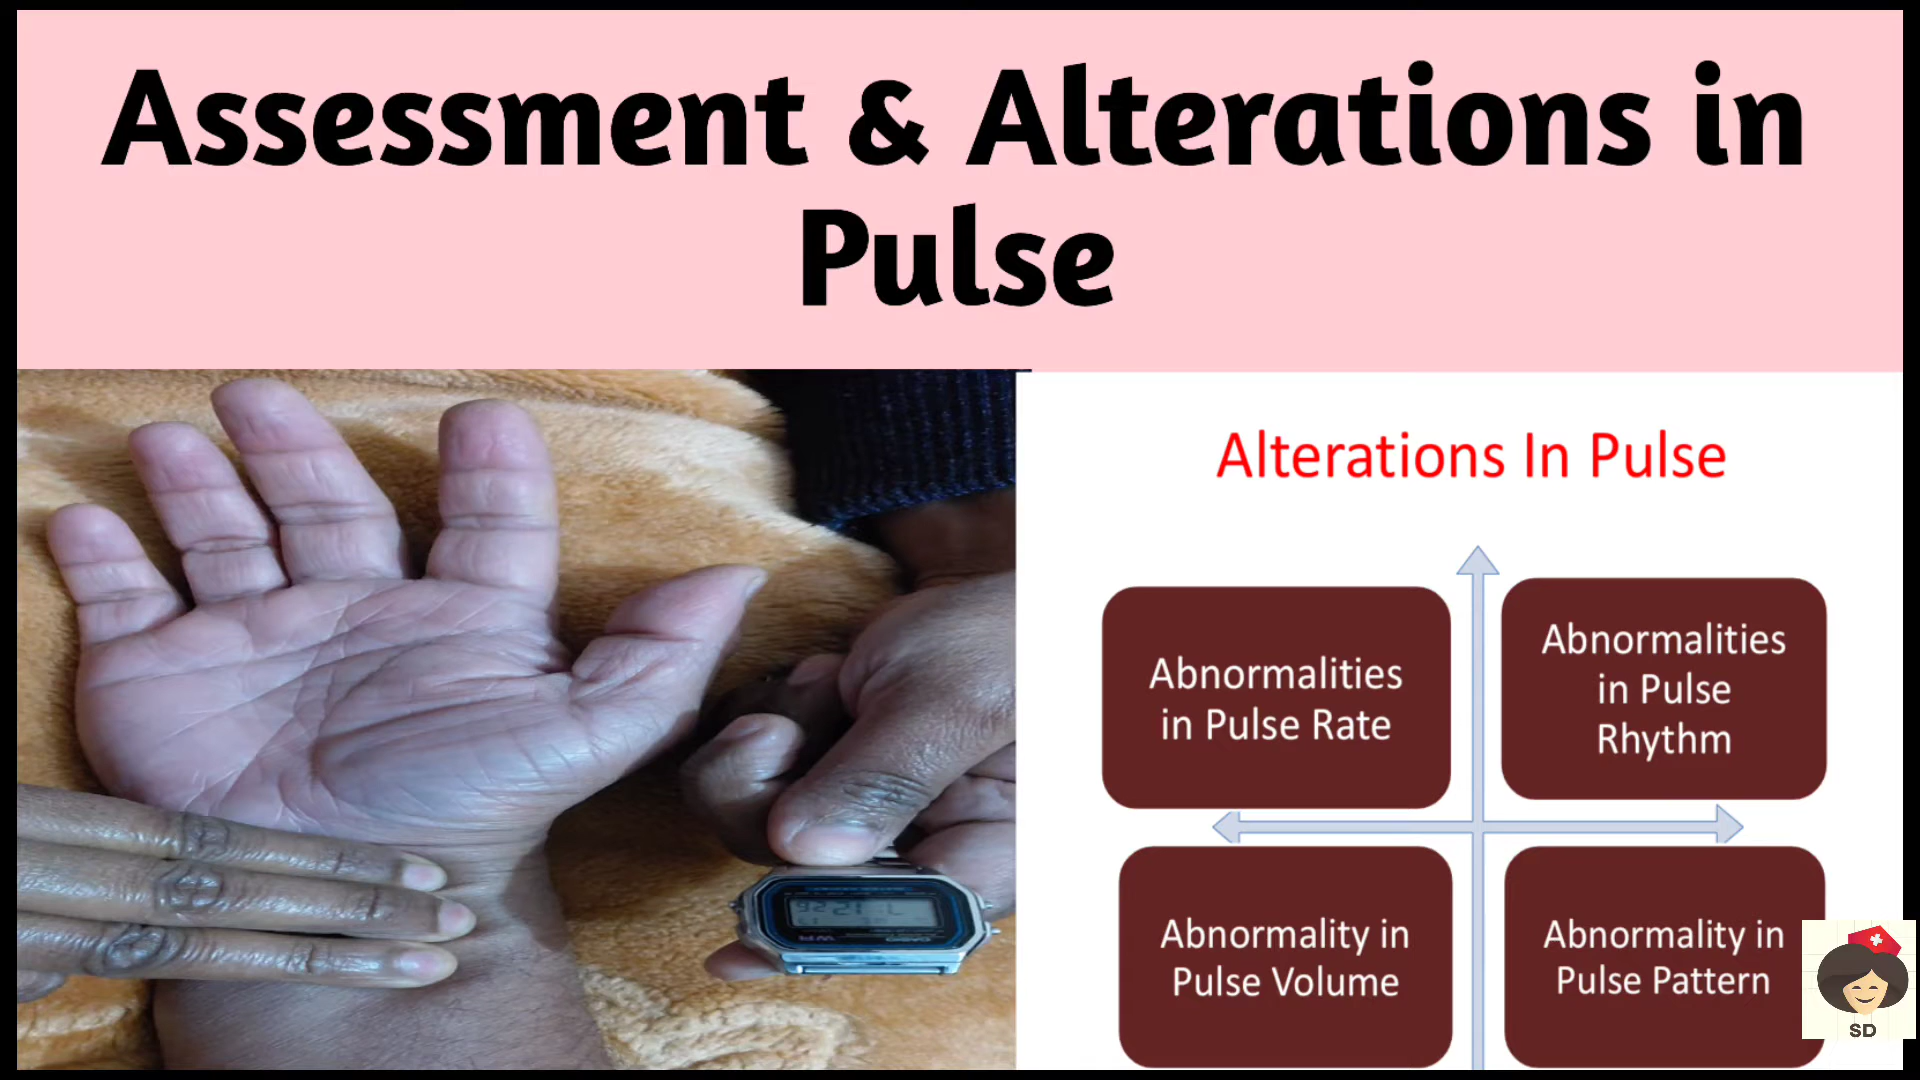 Assessment & Alterations in
Pulse
Alterations In Pulse
Abnormalities
in Pulse Rate
Abnormalities
in Pulse
Rhythm
Abnormality in
Pulse Volume
Abnormality in
Pulse Pattern
SD